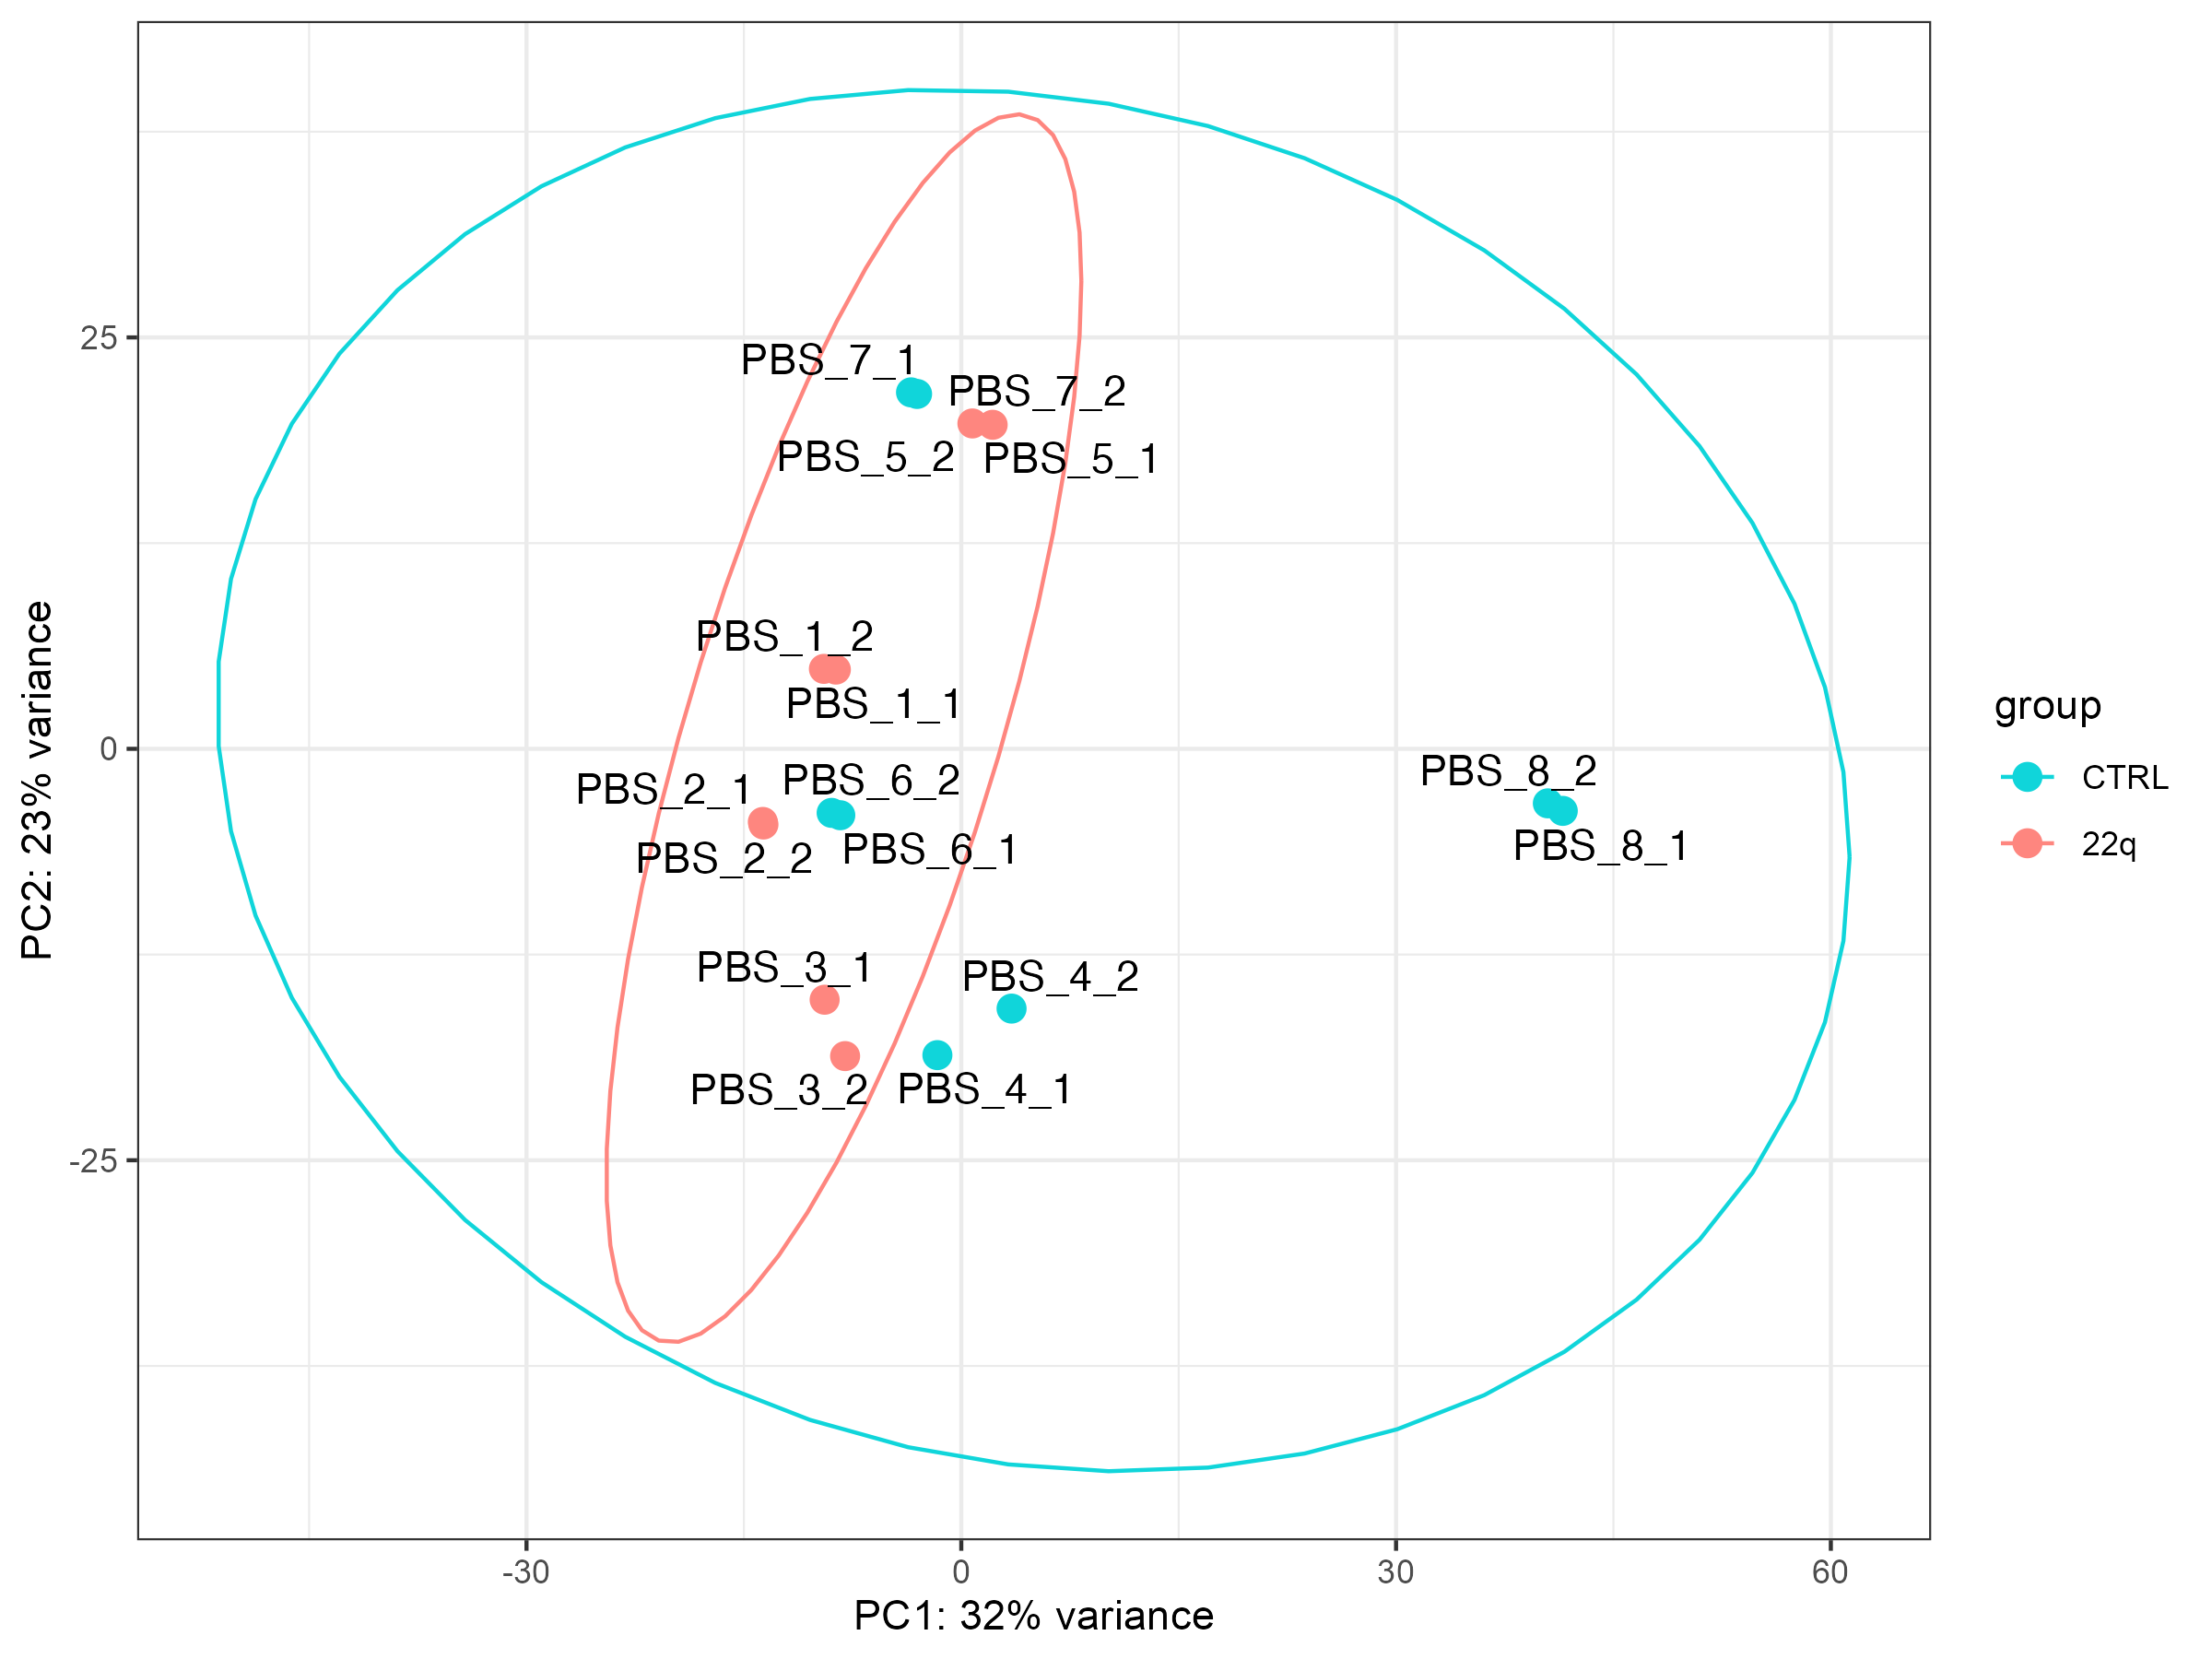 PBS_7_1
PBS_7_2
PBS_5_2
PBS_5_1
PBS_1_2
PBS_1_1
PBS_2_1
PBS_6_2
PBS_2_2
PBS_6_1
PBS_8_2
PBS_8_1
PBS_3_1
PBS_4_2
PBS_3_2
PBS_4_1
25
0
-25
PC2: 23% variance
-30
0
30
60
PC1: 32% variance
group
CTRL
22q